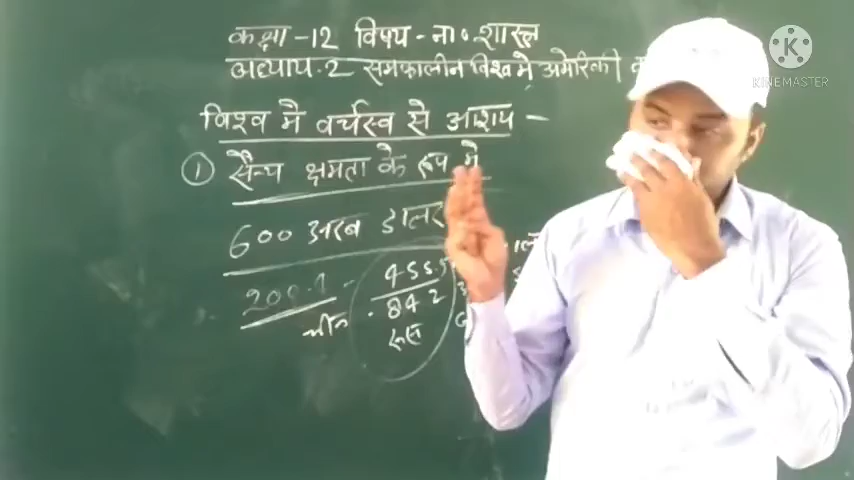 कक्षा -12 विषय - ना० शास्त्र
अध्याय-2 समकालीन विश्व में अमेरिकी
विश्व में वर्चस्व से आशय -
① सैन्य क्षमता के रूप में
600 अरब डालर
455.5
842
चीन
रूस
K
KINEMASTER